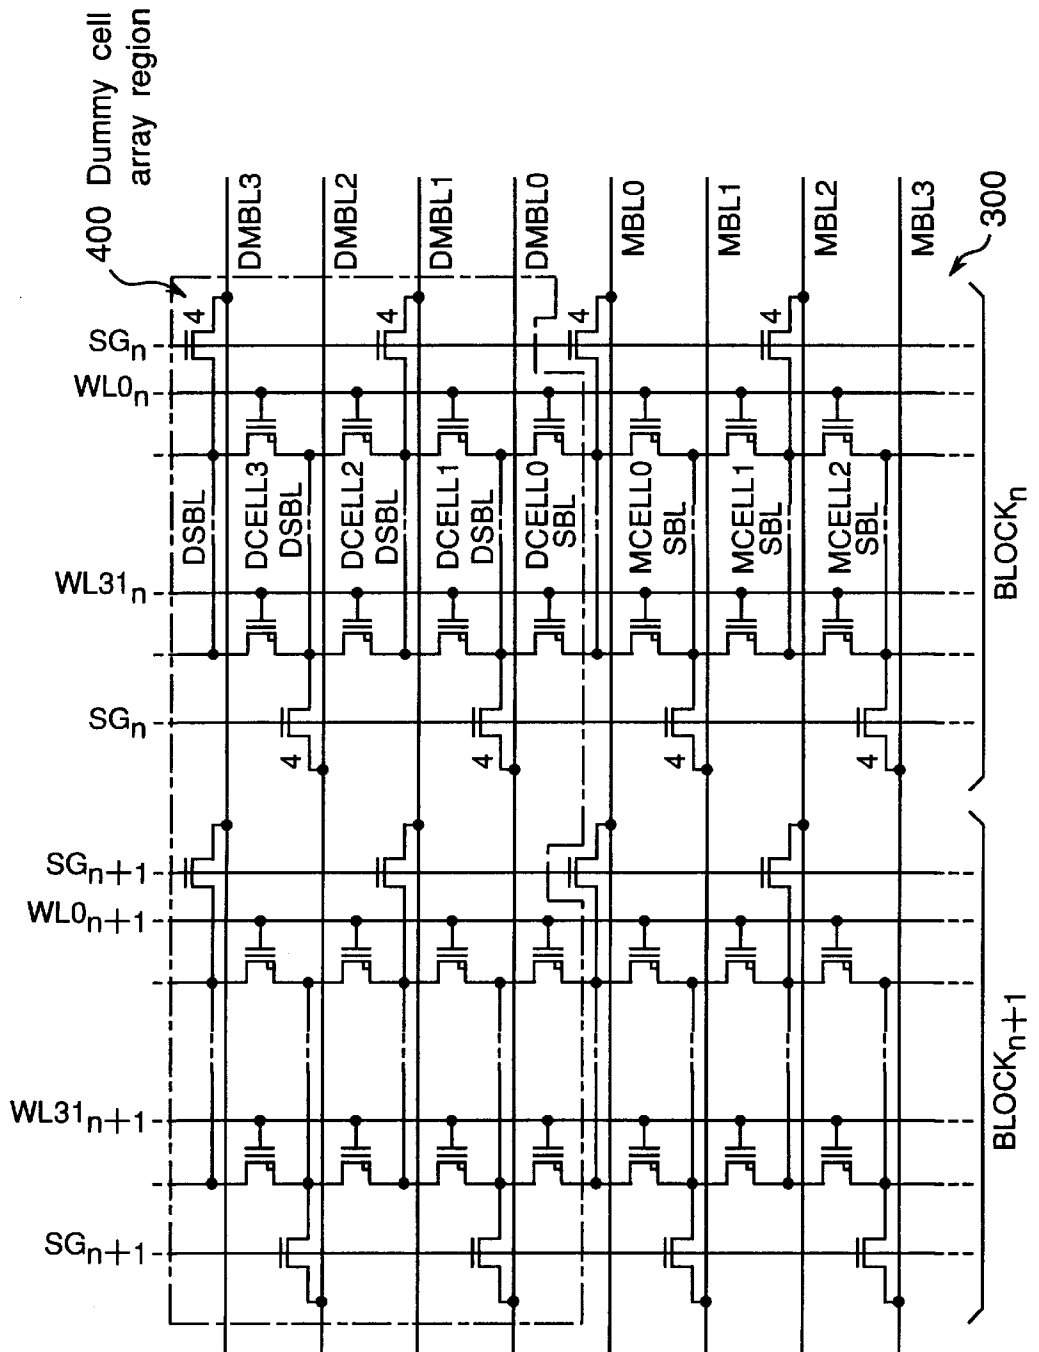 400 Dummy cell
array region
DMBL3
DMBL2
DMBL1
DMBL0
MBL0
MBL1
MBL2
MBL3
300
SGn
4
4
4
4
WL0n
DSBL
DCELL3
DSBL
DCELL2
DSBL
DCELL1
DSBL
DCELL0
SBL
MCELL0
SBL
MCELL1
SBL
MCELL2
SBL
WL31n
SGn
4
4
4
4
BLOCKn
SGn+1
WL0n+1
WL31n+1
SGn+1
BLOCKn+1